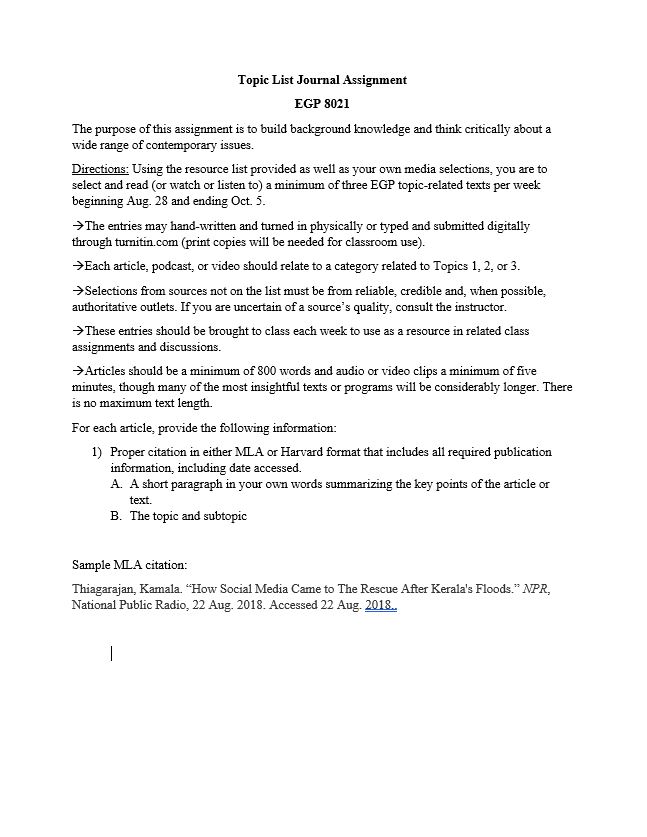 Topic List Journal Assignment
EGP 8021
The purpose of this assignment is to build background knowledge and think critically about a
wide range of contemporary issues.
Directions: Using the resource list provided as well as your own media selections, you are to
select and read (or watch or listen to) a minimum of three EGP topic-related texts per week
beginning Aug. 28 and ending Oct. 5.
→The entries may hand-written and turned in physically or typed and submitted digitally
through turnitin.com (print copies will be needed for classroom use).
→Each article, podcast, or video should relate to a category related to Topics 1, 2, or 3.
→Selections from sources not on the list must be from reliable, credible and, when possible,
authoritative outlets. If you are uncertain of a source's quality, consult the instructor.
→These entries should be brought to class each week to use as a resource in related class
assignments and discussions.
→Articles should be a minimum of 800 words and audio or video clips a minimum of five
minutes, though many of the most insightful texts or programs will be considerably longer. There
is no maximum text length.
For each article, provide the following information:
1) Proper citation in either MLA or Harvard format that includes all required publication
information, including date accessed.
A. A short paragraph in your own words summarizing the key points of the article or
text.
B. The topic and subtopic
Sample MLA citation:
Thiagarajan, Kamala. “How Social Media Came to The Rescue After Kerala's Floods.” NPR,
National Public Radio, 22 Aug. 2018. Accessed 22 Aug. 2018..